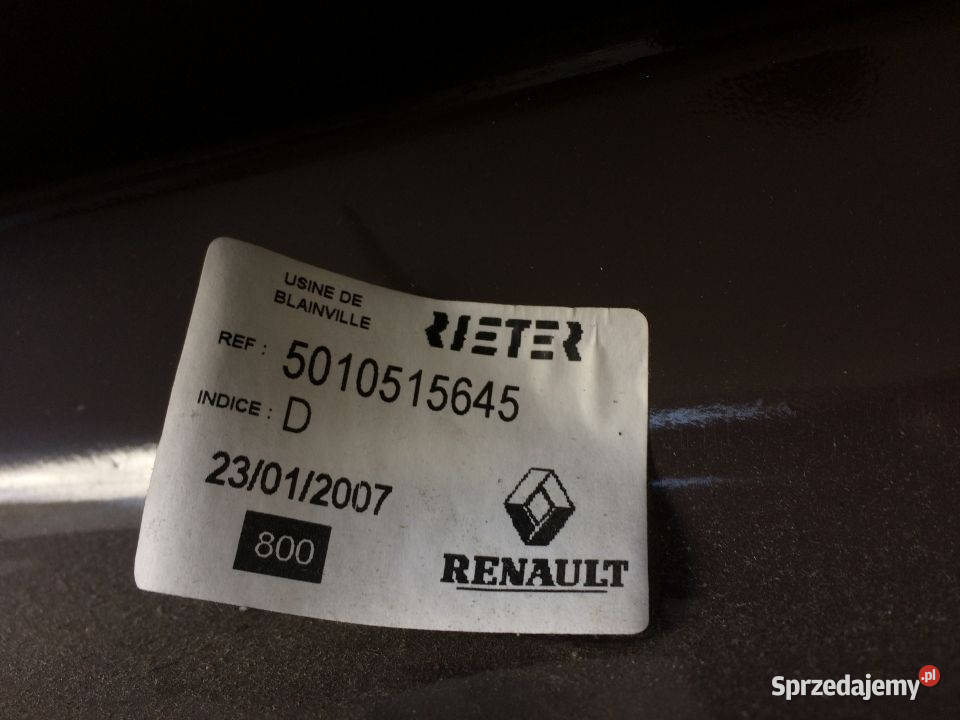 USINE DE
BLAINVILLE
RIETER
REF : 5010515645
INDICE : D
23/01/2007
800
RENAULT
Sprzedajemy.pl